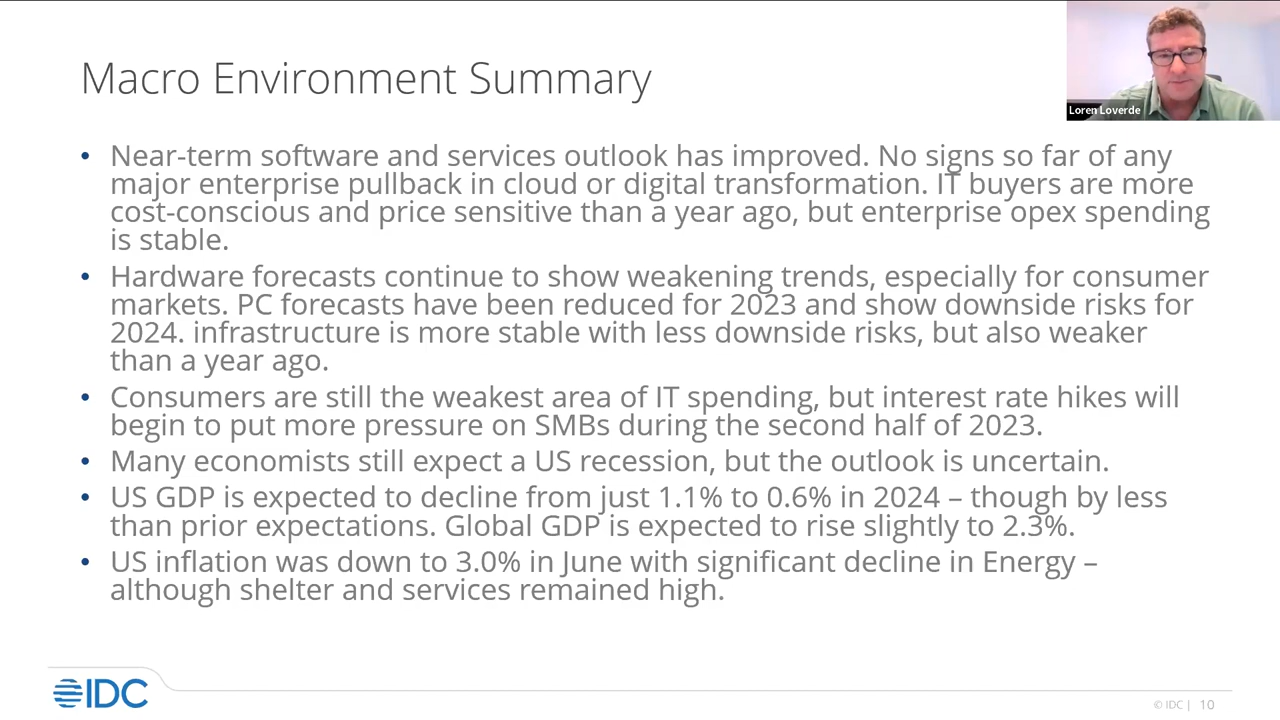 Macro Environment Summary
Loren Loverde
• Near-term software and services outlook has improved. No signs so far of any
major enterprise pullback in cloud or digital transformation. IT buyers are more
cost-conscious and price sensitive than a year ago, but enterprise opex spending
is stable.
• Hardware forecasts continue to show weakening trends, especially for consumer
markets. PC forecasts have been reduced for 2023 and show downside risks for
2024. infrastructure is more stable with less downside risks, but also weaker
than a year ago.
• Consumers are still the weakest area of IT spending, but interest rate hikes will
begin to put more pressure on SMBs during the second half of 2023.
• Many economists still expect a US recession, but the outlook is uncertain.
• US GDP is expected to decline from just 1.1% to 0.6% in 2024 – though by less
than prior expectations. Global GDP is expected to rise slightly to 2.3%.
• US inflation was down to 3.0% in June with significant decline in Energy –
although shelter and services remained high.
IDC
© IDC | 10